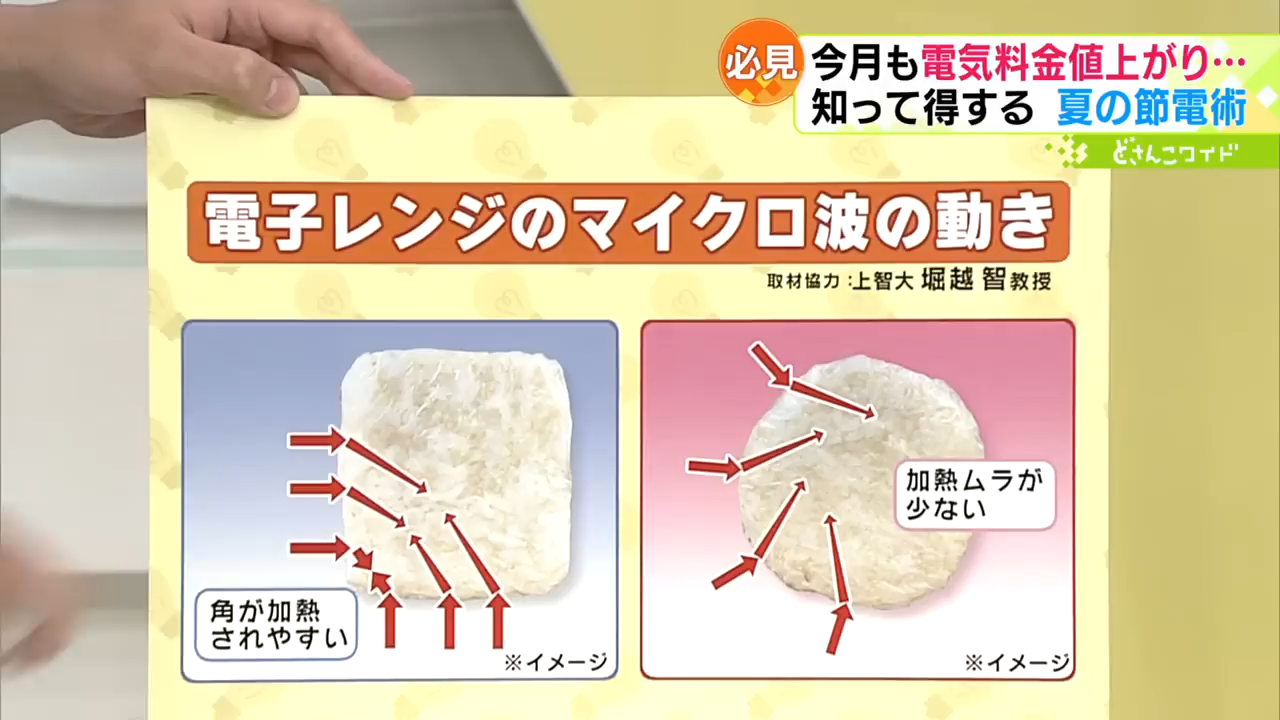 必見
今月も電気料金値上がり…
知って得する 夏の節電術
どさんこワイド
電子レンジのマイクロ波の動き
取材協力：上智大 堀越 智教授
角が加熱
されやすい
※イメージ
加熱ムラが
少ない
※イメージ